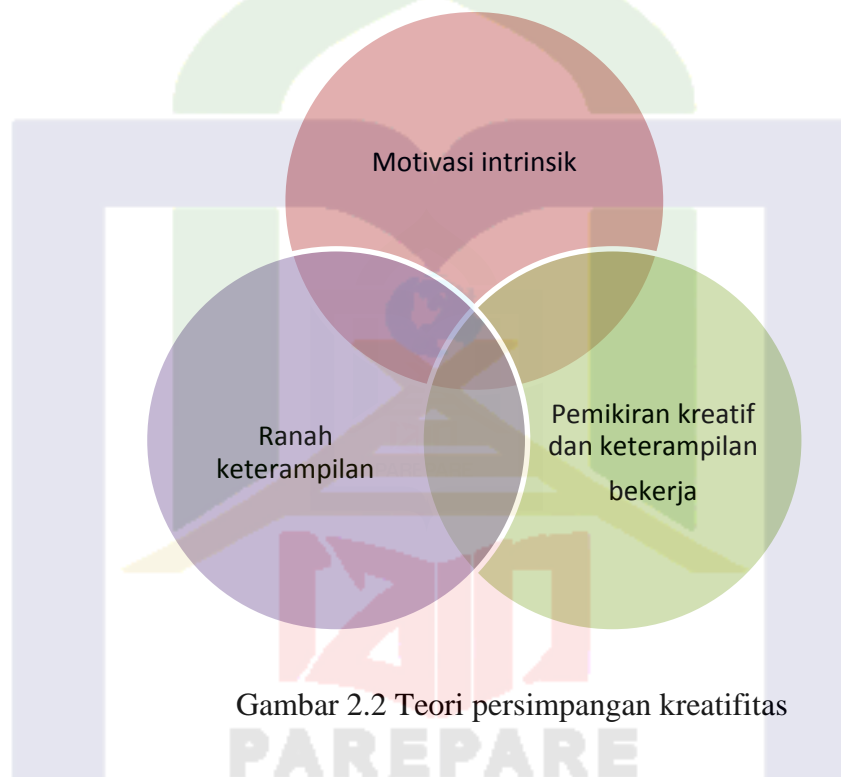 Motivasi intrinsik
Ranah
keterampilan
Pemikiran kreatif
dan keterampilan
bekerja
Gambar 2.2 Teori persimpangan kreatifitas
PAREPARE